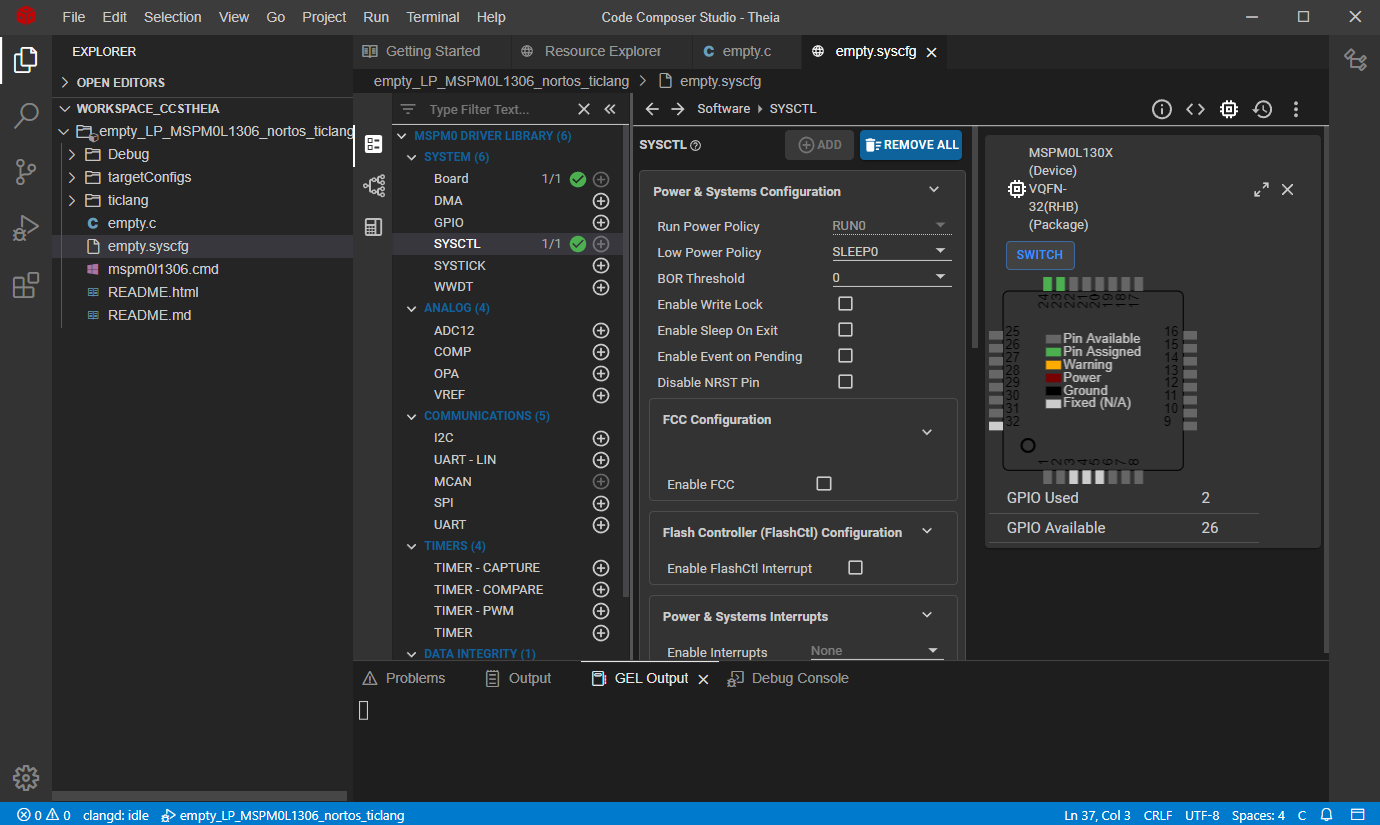 File Edit Selection View Go Project Run Terminal Help
Code Composer Studio - Theia
EXPLORER
OPEN EDITORS
WORKSPACE_CCSTHEIA
empty_LP_MSPM0L1306_nortos_ticlang
Debug
targetConfigs
ticlang
empty.c
empty.syscfg
mspm0l1306.cmd
README.html
README.md
Getting Started
Resource Explorer
empty.c
empty.syscfg
empty_LP_MSPM0L1306_nortos_ticlang > empty.syscfg
Type Filter Text...
MSPM0 DRIVER LIBRARY (6)
SYSTEM (6)
Board 1/1
DMA
GPIO
SYSCTL 1/1
SYSTICK
WWDT
ANALOG (4)
ADC12
COMP
OPA
VREF
COMMUNICATIONS (5)
I2C
UART - LIN
MCAN
SPI
UART
TIMERS (4)
TIMER - CAPTURE
TIMER - COMPARE
TIMER - PWM
TIMER
DATA INTEGRITY (1)
Software SYSCTL
SYSCTL
ADD
REMOVE ALL
Power & Systems Configuration
Run Power Policy RUN0
Low Power Policy SLEEP0
BOR Threshold 0
Enable Write Lock
Enable Sleep On Exit
Enable Event on Pending
Disable NRST Pin
FCC Configuration
Enable FCC
Flash Controller (FlashCtl) Configuration
Enable FlashCtl Interrupt
Power & Systems Interrupts
Enable Interrupts None
MSPM0L130X
(Device)
VQFN-
32(RHB)
(Package)
SWITCH
24 23 22 21 20 19 18 17
25
26
27
28
29
30
31
32
Pin Available
Pin Assigned
Warning
Power
Ground
Fixed (N/A)
16
15
14
13
12
11
10
9
1 2 3 4 5 6 7 8
GPIO Used 2
GPIO Available 26
Problems
Output
GEL Output
Debug Console
0 0 clangd: idle empty_LP_MSPM0L1306_nortos_ticlang
Ln 37, Col 3 CRLF UTF-8 Spaces: 4 C